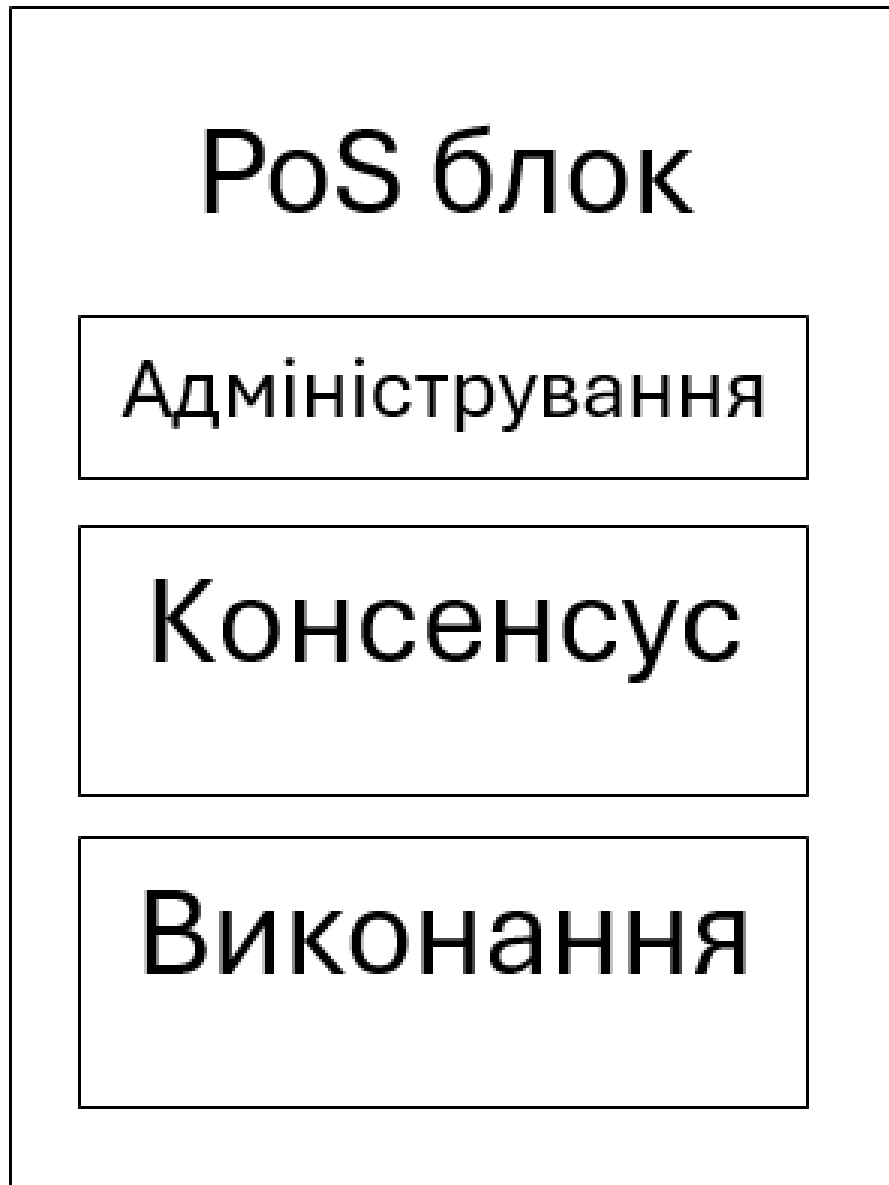 PoS блок
Адміністрування
Консенсус
Виконання